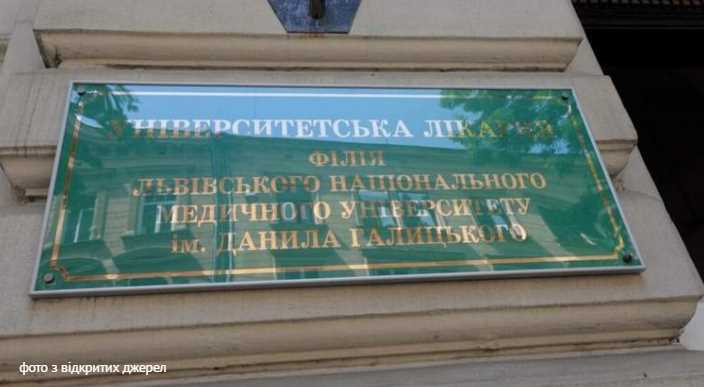 УНІВЕРСИТЕТСЬКА ЛІКАРНЯ
ФІЛІЯ
ЛЬВІВСЬКОГО НАЦІОНАЛЬНОГО
МЕДИЧНОГО УНІВЕРСИТЕТУ
ім. ДАНИЛА ГАЛИЦЬКОГО
фото з відкритих джерел